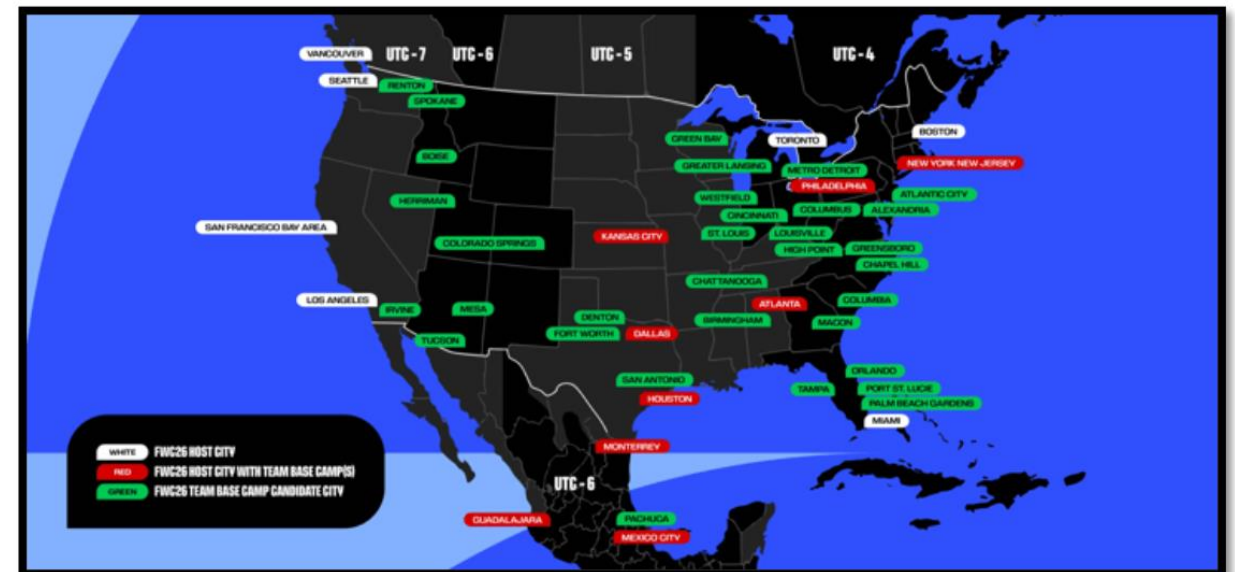 VANCOUVER
UTC - 7
UTC - 6
UTC - 5
UTC - 4
SEATTLE
RENTON
SPOKANE
GREEN BAY
TORONTO
BOSTON
BOISE
GREATER LANSING
METRO DETROIT
NEW YORK NEW JERSEY
PHILADELPHIA
HERRIMAN
WESTFIELD
ATLANTIC CITY
CINCINNATI
COLUMBUS
ALEXANDRIA
SAN FRANCISCO BAY AREA
COLORADO SPRINGS
KANSAS CITY
ST. LOUIS
LOUISVILLE
HIGH POINT
GREENSBORO
CHAPEL HILL
CHATTANOOGA
LOS ANGELES
IRVINE
MESA
ATLANTA
COLUMBIA
DENTON
BIRMINGHAM
MACON
TUCSON
FORT WORTH
DALLAS
SAN ANTONIO
ORLANDO
HOUSTON
TAMPA
PORT ST. LUCIE
PALM BEACH GARDENS
MIAMI
MONTERREY
WHITE FWC26 HOST CITY
RED FWC26 HOST CITY WITH TEAM BASE CAMP(S)
GREEN FWC26 TEAM BASE CAMP CANDIDATE CITY
UTC - 6
GUADALAJARA
PACHUCA
MEXICO CITY